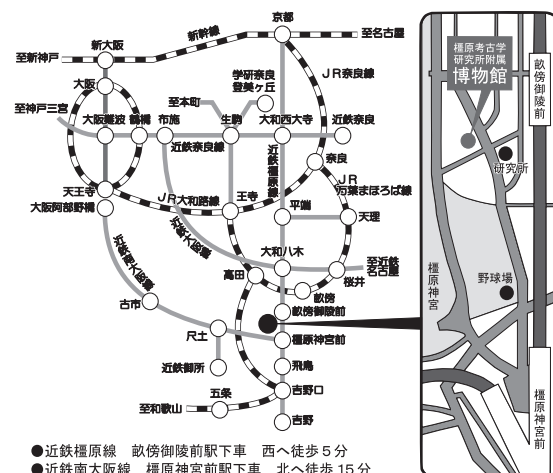 京都
新幹線
至名古屋
至新神戸
新大阪
大阪
学研奈良
登美ヶ丘
JR奈良線
至神戸三宮
至本町
大阪難波
鶴橋
布施
生駒
大和西大寺
近鉄奈良
近鉄奈良線
近鉄橿原線
奈良
JR
万葉まほろば線
天王寺
JR大和路線
王寺
大阪阿部野橋
平端
天理
近鉄大阪線
近鉄南大阪線
大和八木
至近鉄
名古屋
高田
桜井
畝傍
古市
畝傍御陵前
尺土
橿原神宮前
近鉄御所
飛鳥
五条
吉野口
至和歌山
吉野
橿原考古学
研究所附属
博物館
畝傍御陵前
研究所
橿原神宮
野球場
橿原神宮前
●近鉄橿原線 畝傍御陵前駅下車 西へ徒歩5分
●近鉄南大阪線 橿原神宮前駅下車 北へ徒歩15分